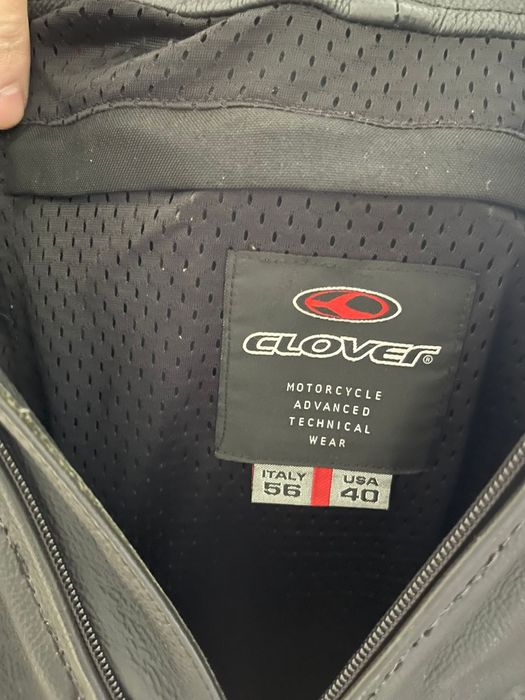 CLOVER®
MOTORCYCLE
ADVANCED
TECHNICAL
WEAR
ITALY USA
56 40